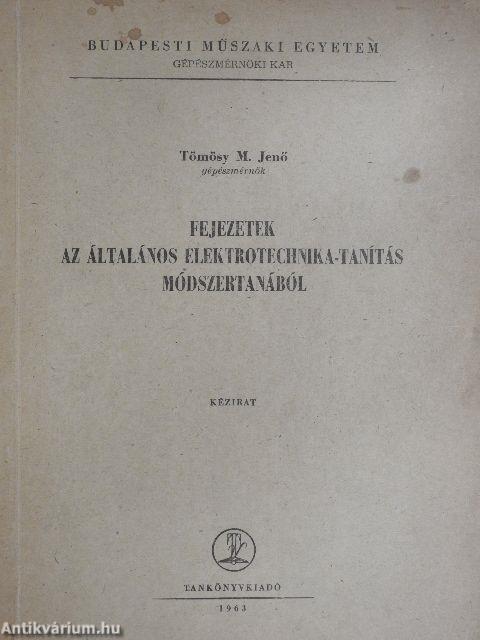 BUDAPESTI MŰSZAKI EGYETEM
GÉPÉSZMÉRNÖKI KAR
Tömösy M. Jenő
gépészmérnök
FEJEZETEK
AZ ÁLTALÁNOS ELEKTROTECHNIKA-TANÍTÁS
MÓDSZERTANÁBÓL
KÉZIRAT
TANKÖNYVKIADÓ
1963
Antikvárium.hu